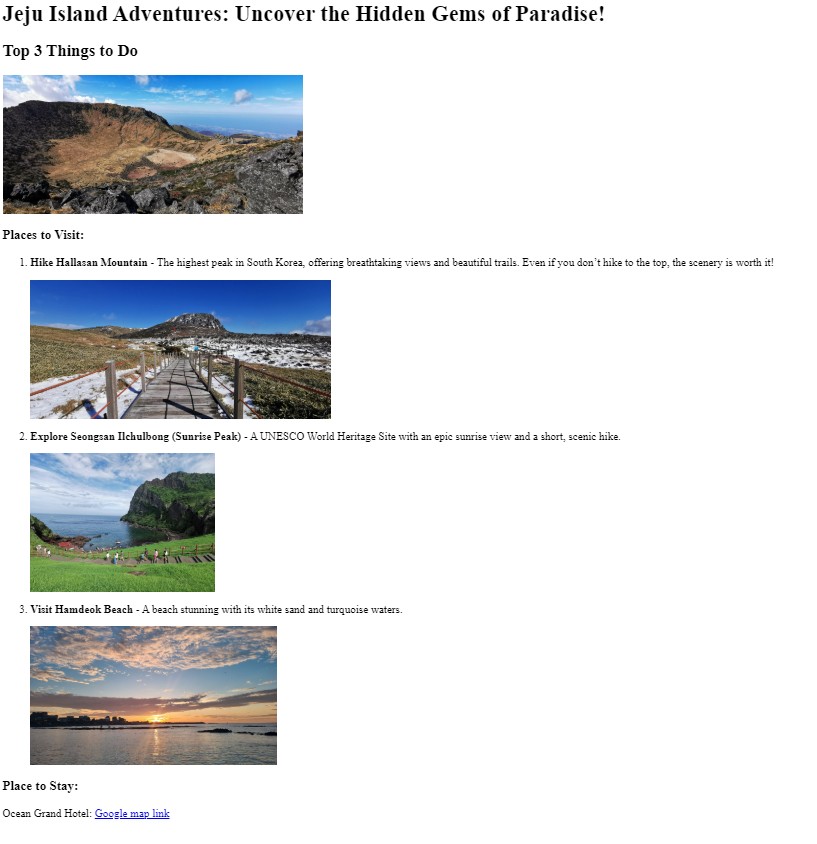 Jeju Island Adventures: Uncover the Hidden Gems of Paradise!
Top 3 Things to Do
Places to Visit:
1. Hike Hallasan Mountain - The highest peak in South Korea, offering breathtaking views and beautiful trails. Even if you don't hike to the top, the scenery is worth it!
2. Explore Seongsan Ilchulbong (Sunrise Peak) - A UNESCO World Heritage Site with an epic sunrise view and a short, scenic hike.
3. Visit Hamdeok Beach - A beach stunning with its white sand and turquoise waters.
Place to Stay:
Ocean Grand Hotel: Google map link